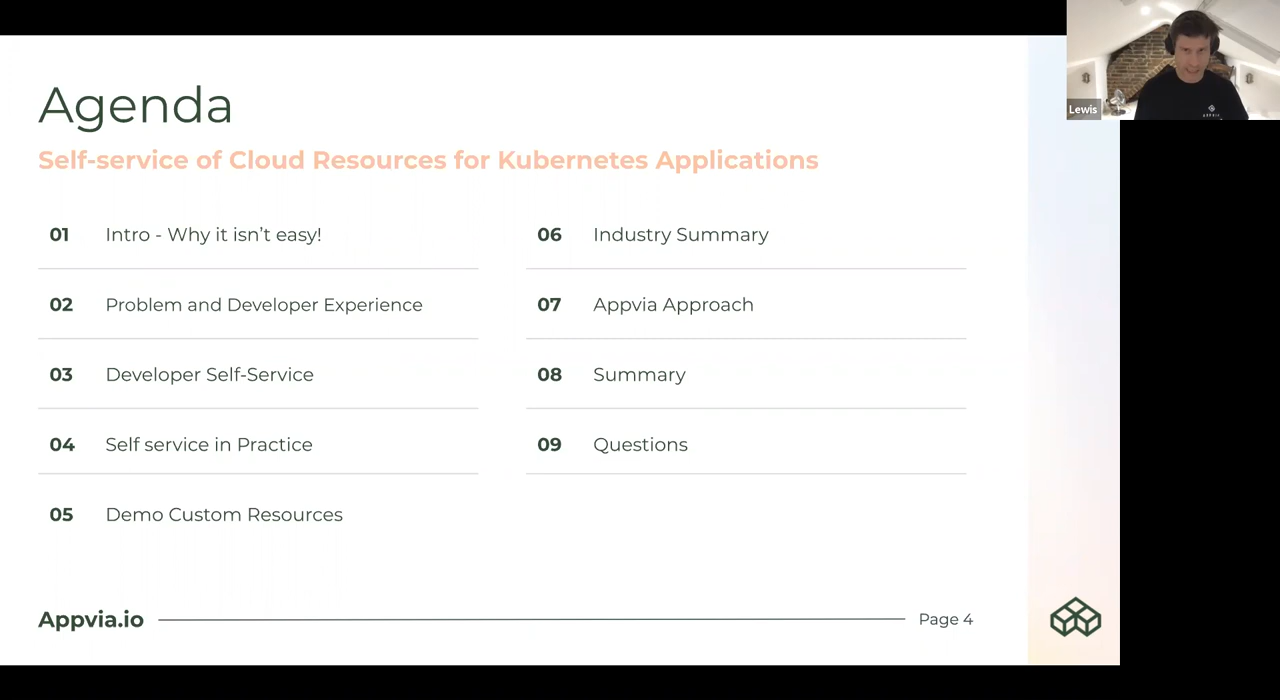 Agenda
Self-service of Cloud Resources for Kubernetes Applications
01 Intro - Why it isn’t easy!
02 Problem and Developer Experience
03 Developer Self-Service
04 Self service in Practice
05 Demo Custom Resources
06 Industry Summary
07 Appvia Approach
08 Summary
09 Questions
Appvia.io
Page 4
Lewis